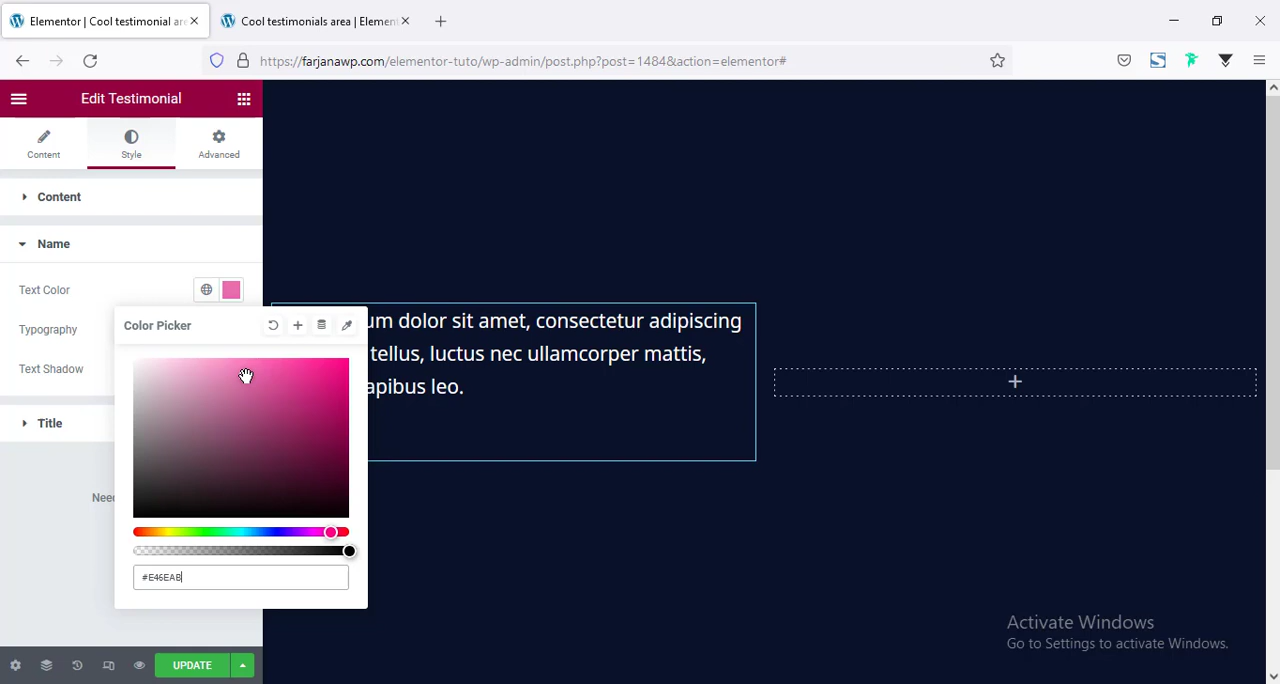 Elementor | Cool testimonial are
Cool testimonials area | Element
https://farjanawp.com/elementor-tuto/wp-admin/post.php?post=1484&action=elementor#
Edit Testimonial
Content
Style
Advanced
Content
Name
Text Color
Typography
Text Shadow
Title
Need
Color Picker
#E46EAB
um dolor sit amet, consectetur adipiscing
tellus, luctus nec ullamcorper mattis,
apibus leo.
Activate Windows
Go to Settings to activate Windows.
UPDATE